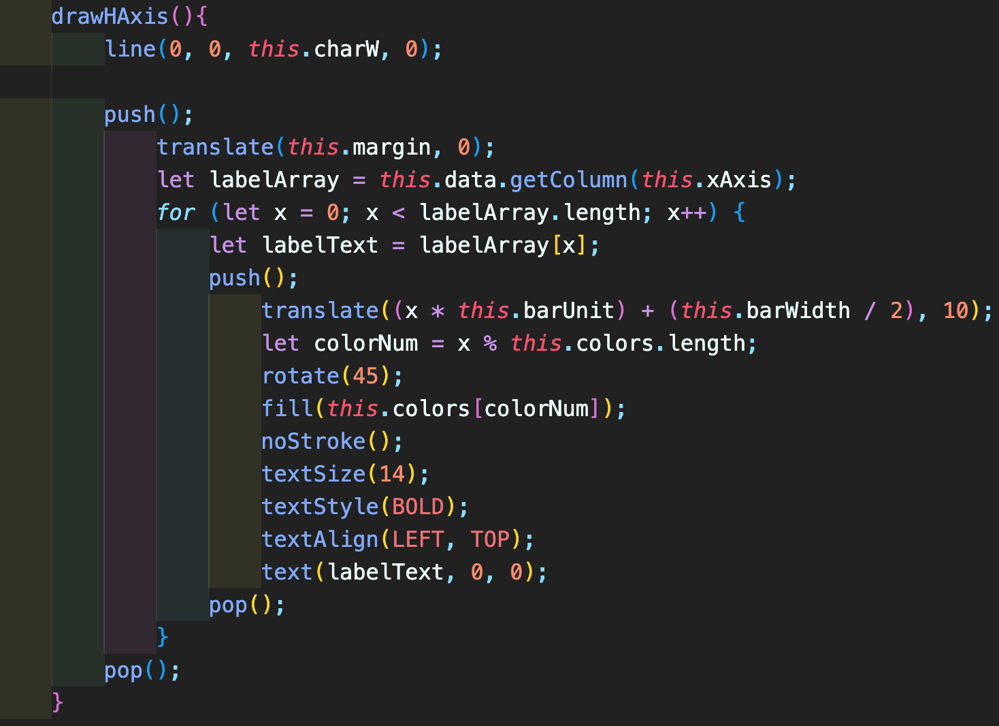 drawHAxis(){
line(0, 0, this.charW, 0);
push();
translate(this.margin, 0);
let labelArray = this.data.getColumn(this.xAxis);
for (let x = 0; x < labelArray.length; x++) {
let labelText = labelArray[x];
push();
translate((x * this.barUnit) + (this.barWidth / 2), 10);
let colorNum = x % this.colors.length;
rotate(45);
fill(this.colors[colorNum]);
noStroke();
textSize(14);
textStyle(BOLD);
textAlign(LEFT, TOP);
text(labelText, 0, 0);
pop();
}
pop();
}